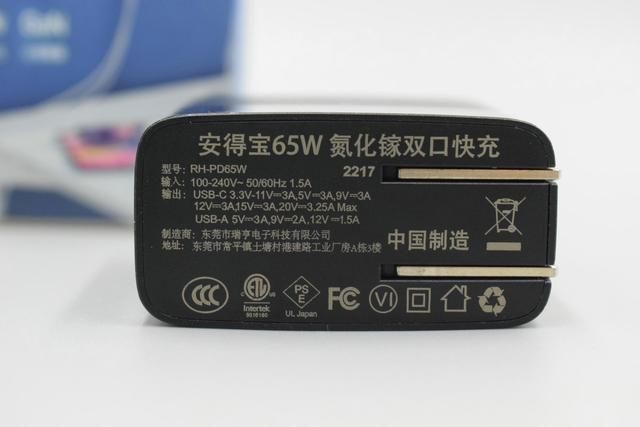 安得宝65W 氮化镓双口快充
型号: RH-PD65W 2217
输入: 100-240V~ 50/60Hz 1.5A
输出: USB-C 3.3V-11V⎓3A,5V⎓3A,9V⎓3A
12V⎓3A,15V⎓3A,20V⎓3.25A Max
USB-A 5V⎓3A,9V⎓2A,12V⎓1.5A
制造商: 东莞市瑞亨电子科技有限公司
地址: 东莞市常平镇土塘村港建路工业厂房A栋3楼
中国制造
CCC
ETL
Intertek
PS
E
UL Japan
FC
VI